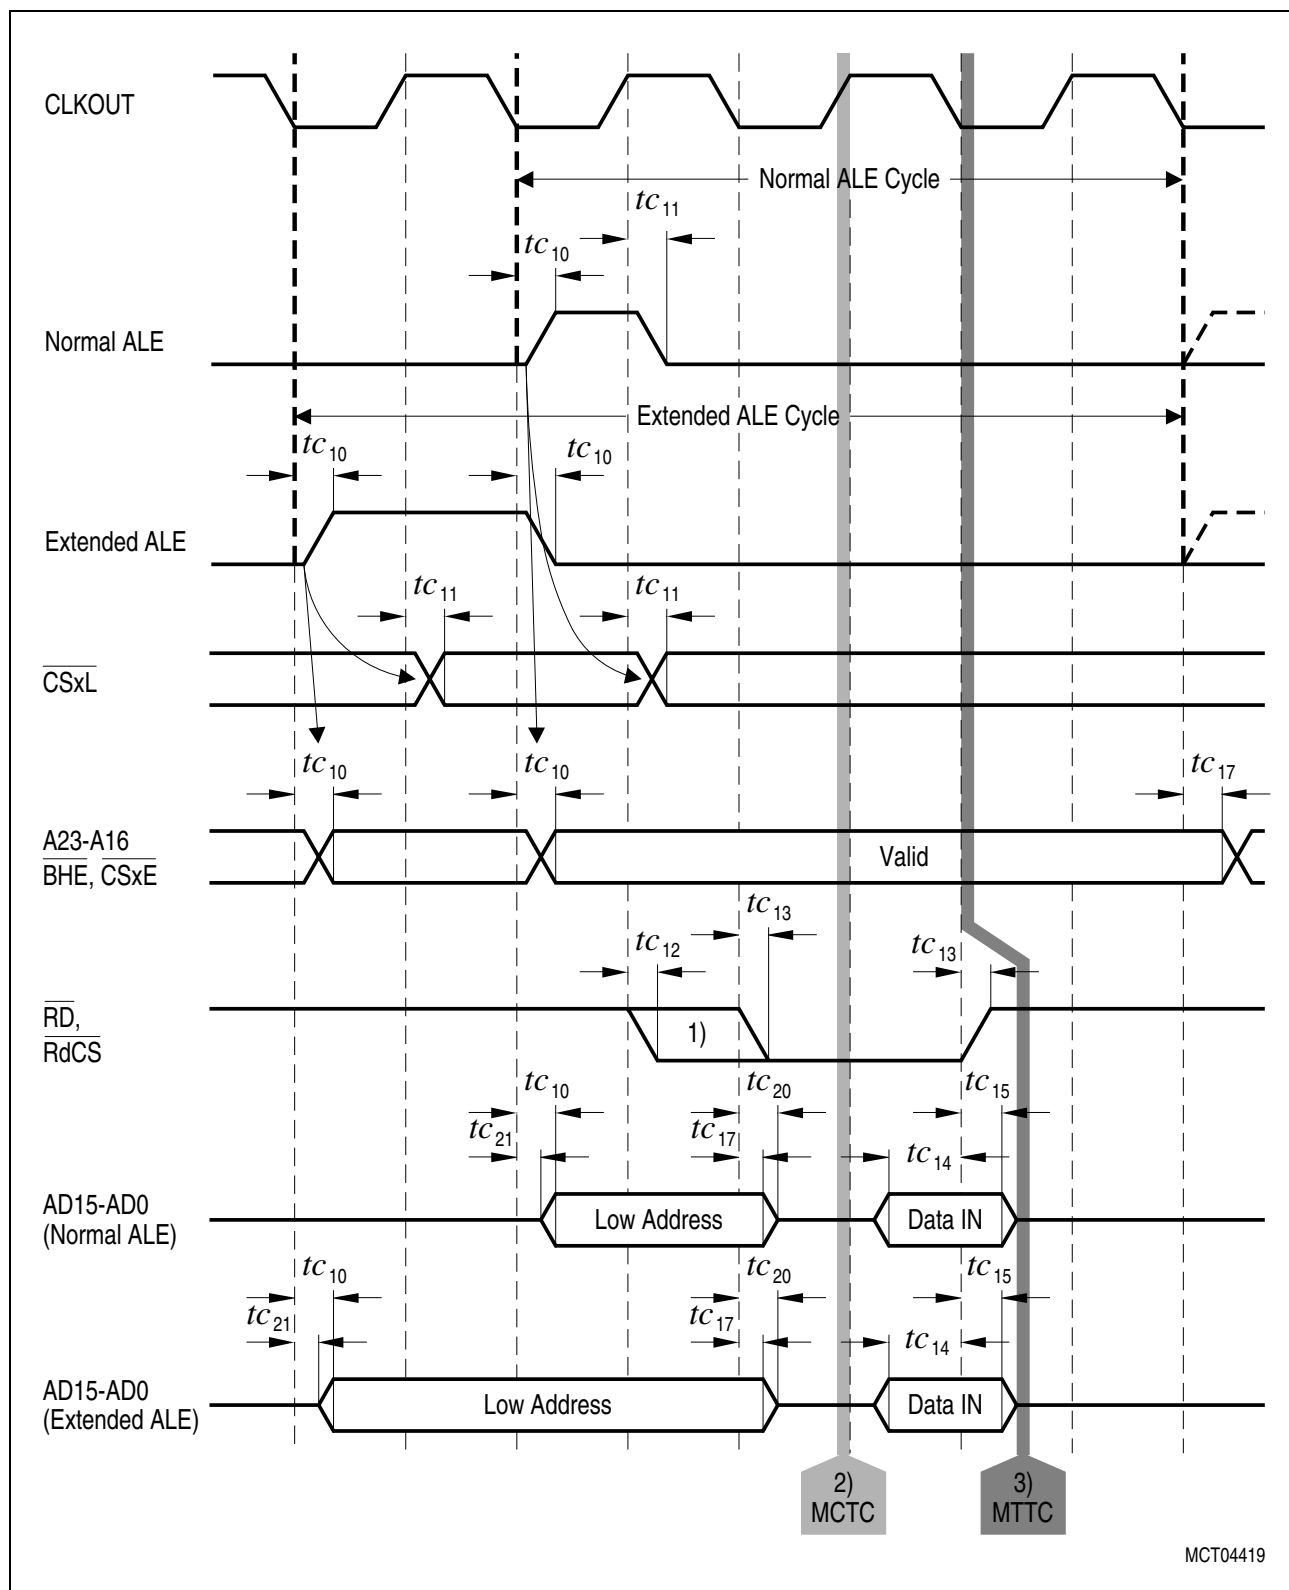 CLKOUT
Normal ALE Cycle
tc11
tc10
Normal ALE
Extended ALE Cycle
tc10
tc10
Extended ALE
tc11
tc11
CSxL
tc10
tc10
tc17
A23-A16
BHE, CSxE
Valid
tc13
tc12
tc13
RD,
RdCS
1)
tc10
tc20
tc15
tc21
tc17
tc14
AD15-AD0
(Normal ALE)
Low Address
Data IN
tc10
tc20
tc15
tc21
tc17
tc14
AD15-AD0
(Extended ALE)
Low Address
Data IN
2)
MCTC
3)
MTTC
MCT04419